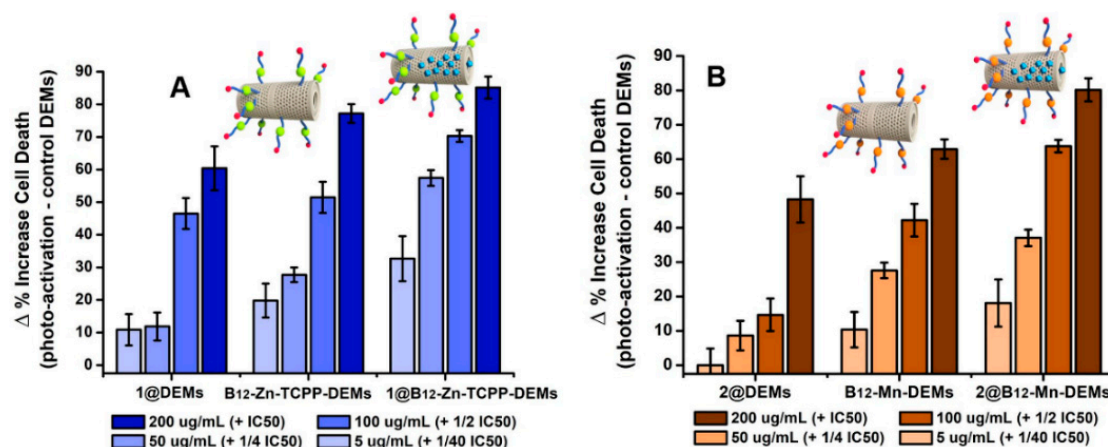 A
Δ % Increase Cell Death
(photo-activation - control DEMs)
90
80
70
60
50
40
30
20
10
0
1@DEMs B12-Zn-TCPP-DEMs 1@B12-Zn-TCPP-DEMs
200 ug/mL (+ IC50) 100 ug/mL (+ 1/2 IC50)
50 ug/mL (+ 1/4 IC50) 5 ug/mL (+ 1/40 IC50)
B
Δ % Increase Cell Death
(photo-activation - control DEMs)
90
80
70
60
50
40
30
20
10
0
2@DEMs B12-Mn-DEMs 2@B12-Mn-DEMs
200 ug/mL (+ IC50) 100 ug/mL (+ 1/2 IC50)
50 ug/mL (+ 1/4 IC50) 5 ug/mL (+ 1/40 IC50)